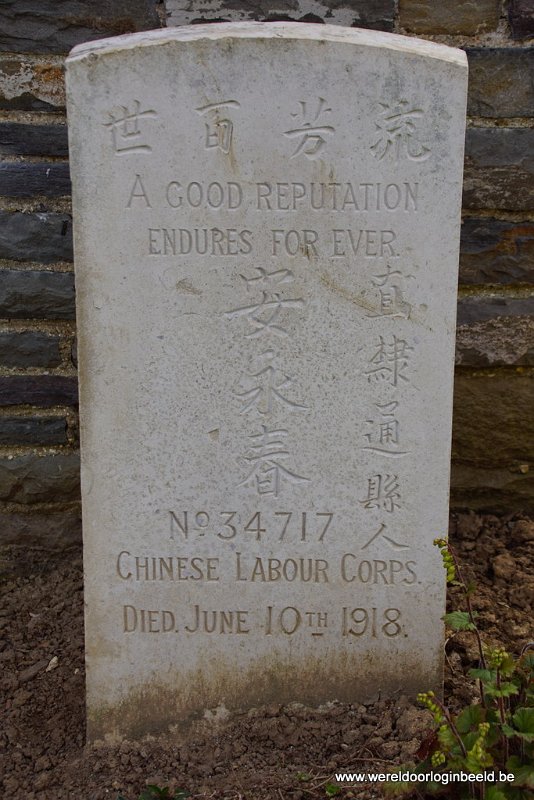 流芳百世
A GOOD REPUTATION
ENDURES FOR EVER.
直隸通縣人
安永春
Nº 34717
CHINESE LABOUR CORPS.
DIED. JUNE 10TH 1918.
www.wereldoorloginbeeld.be